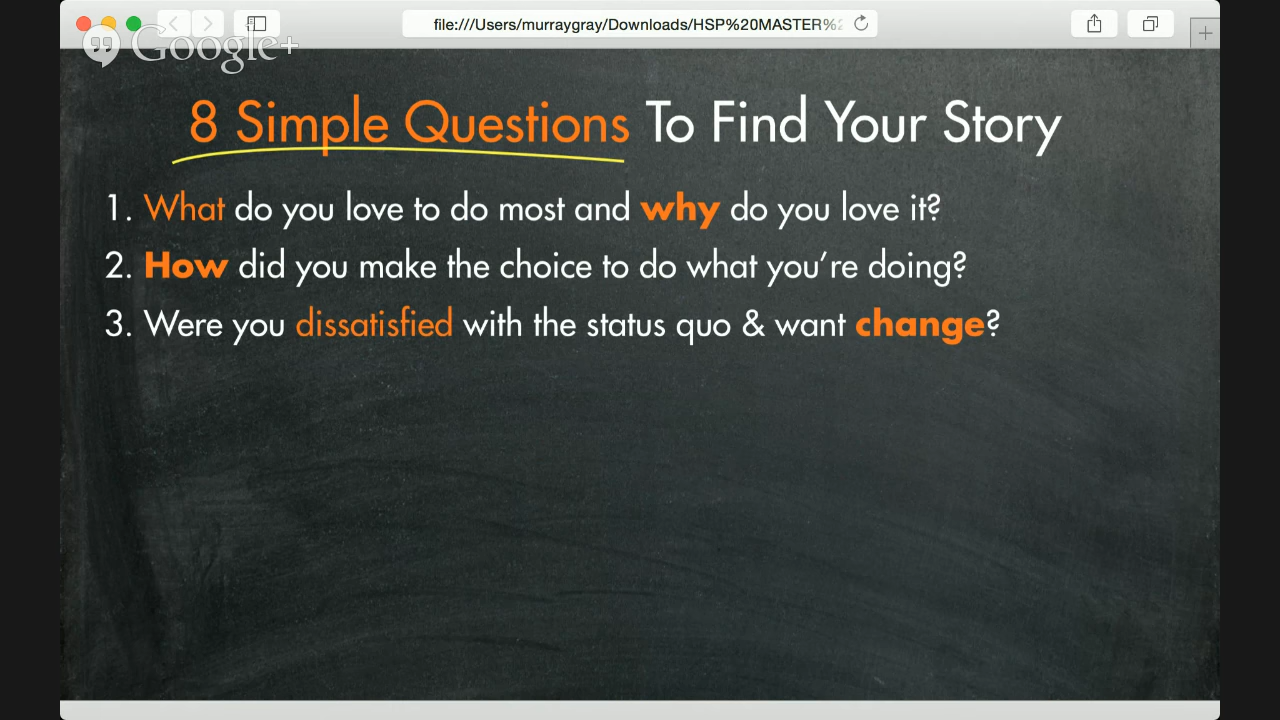 file:///Users/murraygray/Downloads/HSP%20MASTER%2
Google+
8 Simple Questions To Find Your Story
1. What do you love to do most and why do you love it?
2. How did you make the choice to do what you're doing?
3. Were you dissatisfied with the status quo & want change?